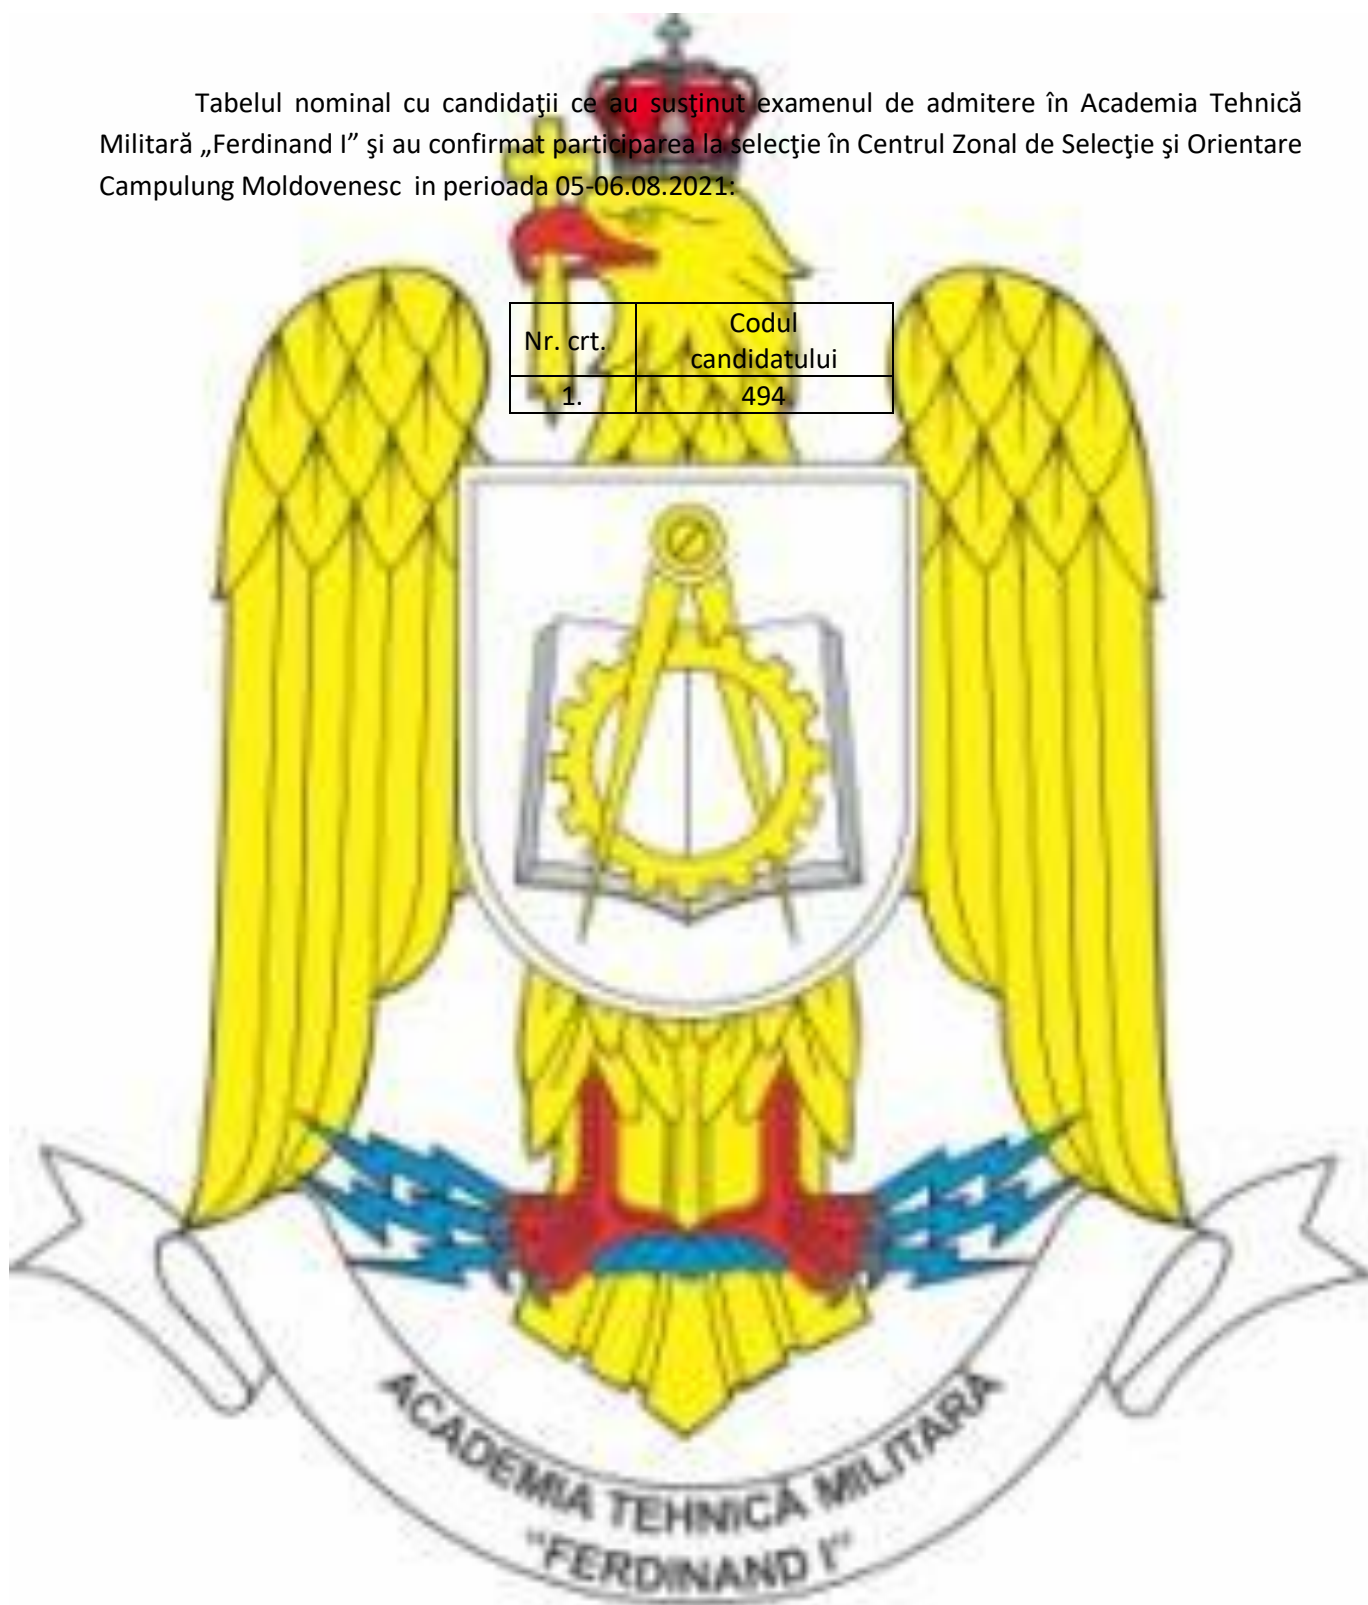 Tabelul nominal cu candidaţii ce au susţinut examenul de admitere în Academia Tehnică
Militară „Ferdinand I” şi au confirmat participarea la selecţie în Centrul Zonal de Selecţie şi Orientare
Campulung Moldovenesc  in perioada 05-06.08.2021:
Nr. crt.
Codul
candidatului
1.
494
ACADEMIA TEHNICĂ MILITARĂ
"FERDINAND I"